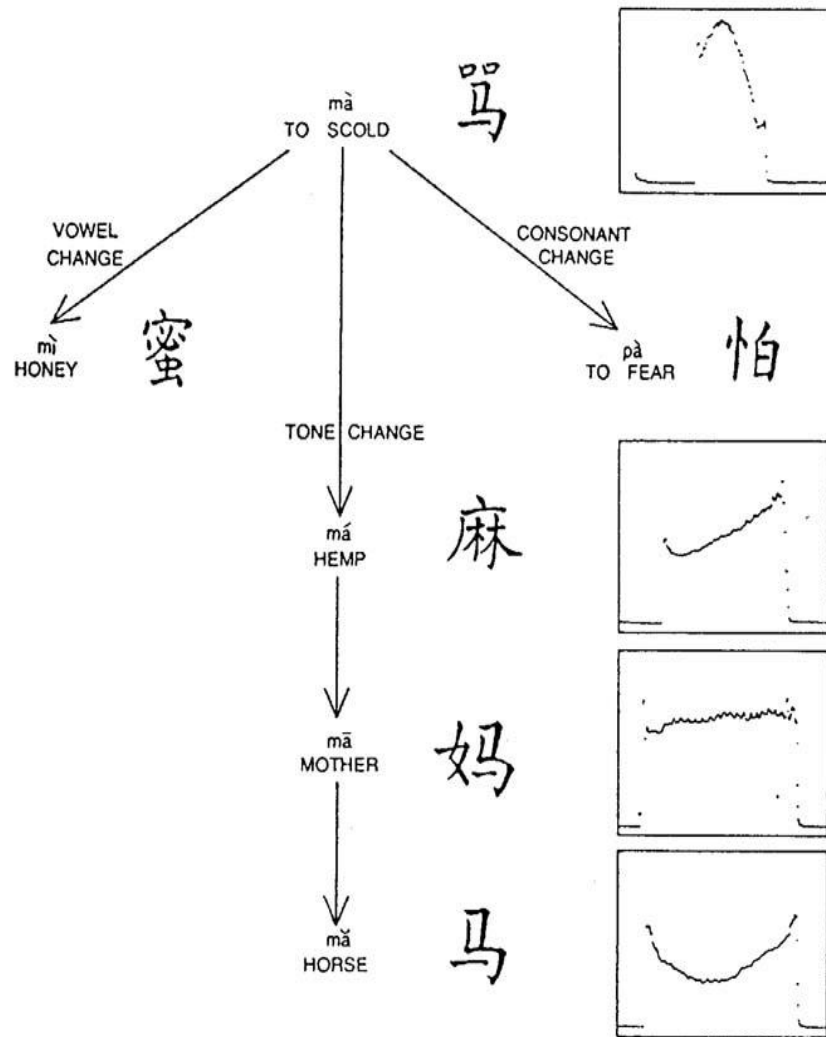 mà
TO SCOLD
骂
VOWEL
CHANGE
CONSONANT
CHANGE
mì
HONEY
蜜
pà
TO FEAR
怕
TONE CHANGE
má
HEMP
麻
mā
MOTHER
妈
mǎ
HORSE
马